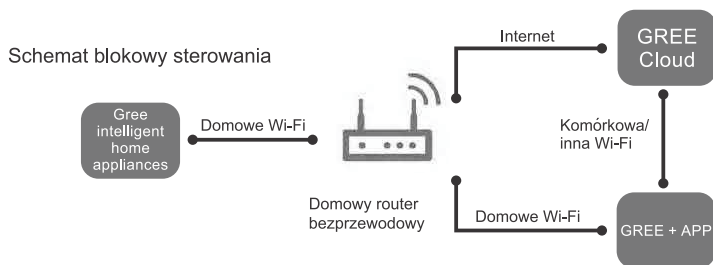 Schemat blokowy sterowania
Gree
intelligent
home
appliances
Domowe Wi-Fi
Domowy router
bezprzewodowy
Internet
GREE
Cloud
Komórkowa/
inna Wi-Fi
Domowe Wi-Fi
GREE + APP